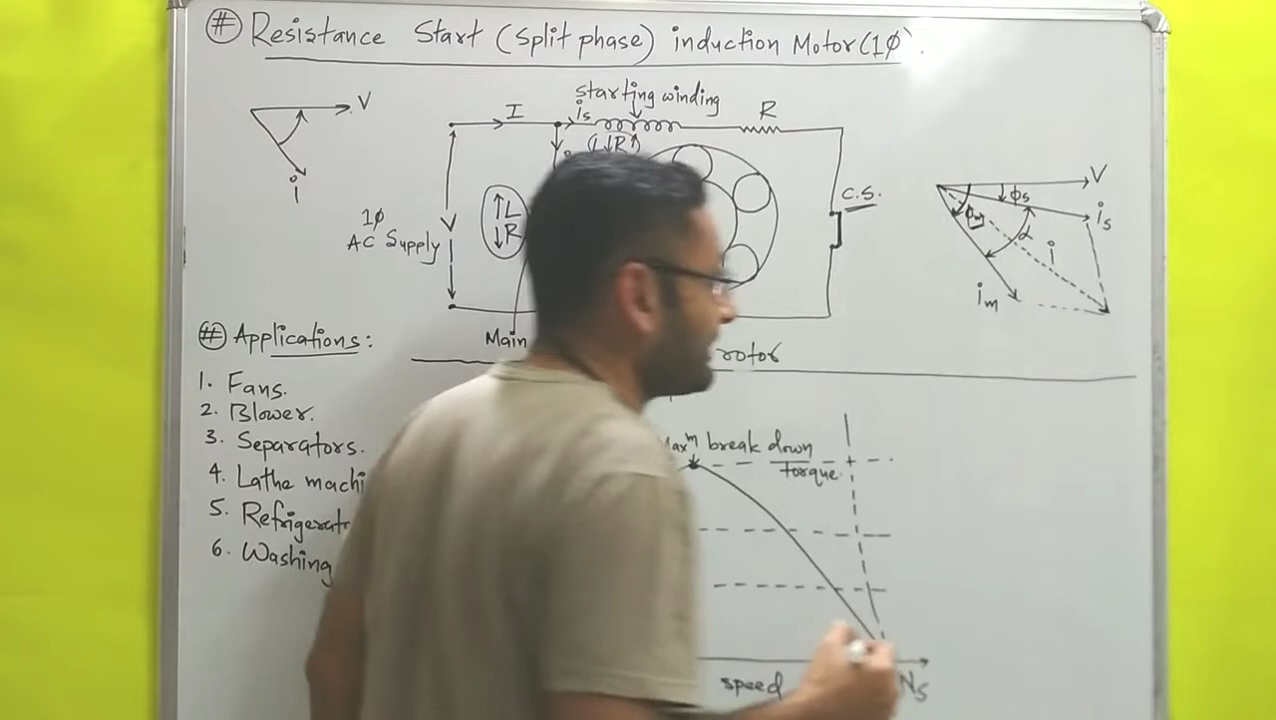 # Resistance Start (split phase) induction Motor (1ϕ).
V
i
starting winding
I
is
(L↓R↑)
R
C.S.
1ϕ
AC Supply
V
↑L
↓R
Main
rotor
V
ϕs
is
ϕm
α
i
im
# Applications:
1. Fans.
2. Blower.
3. Separators.
4. Lathe machi
5. Refrigerat
6. Washing
Maxᵐ break down
torque.
speed
Ns